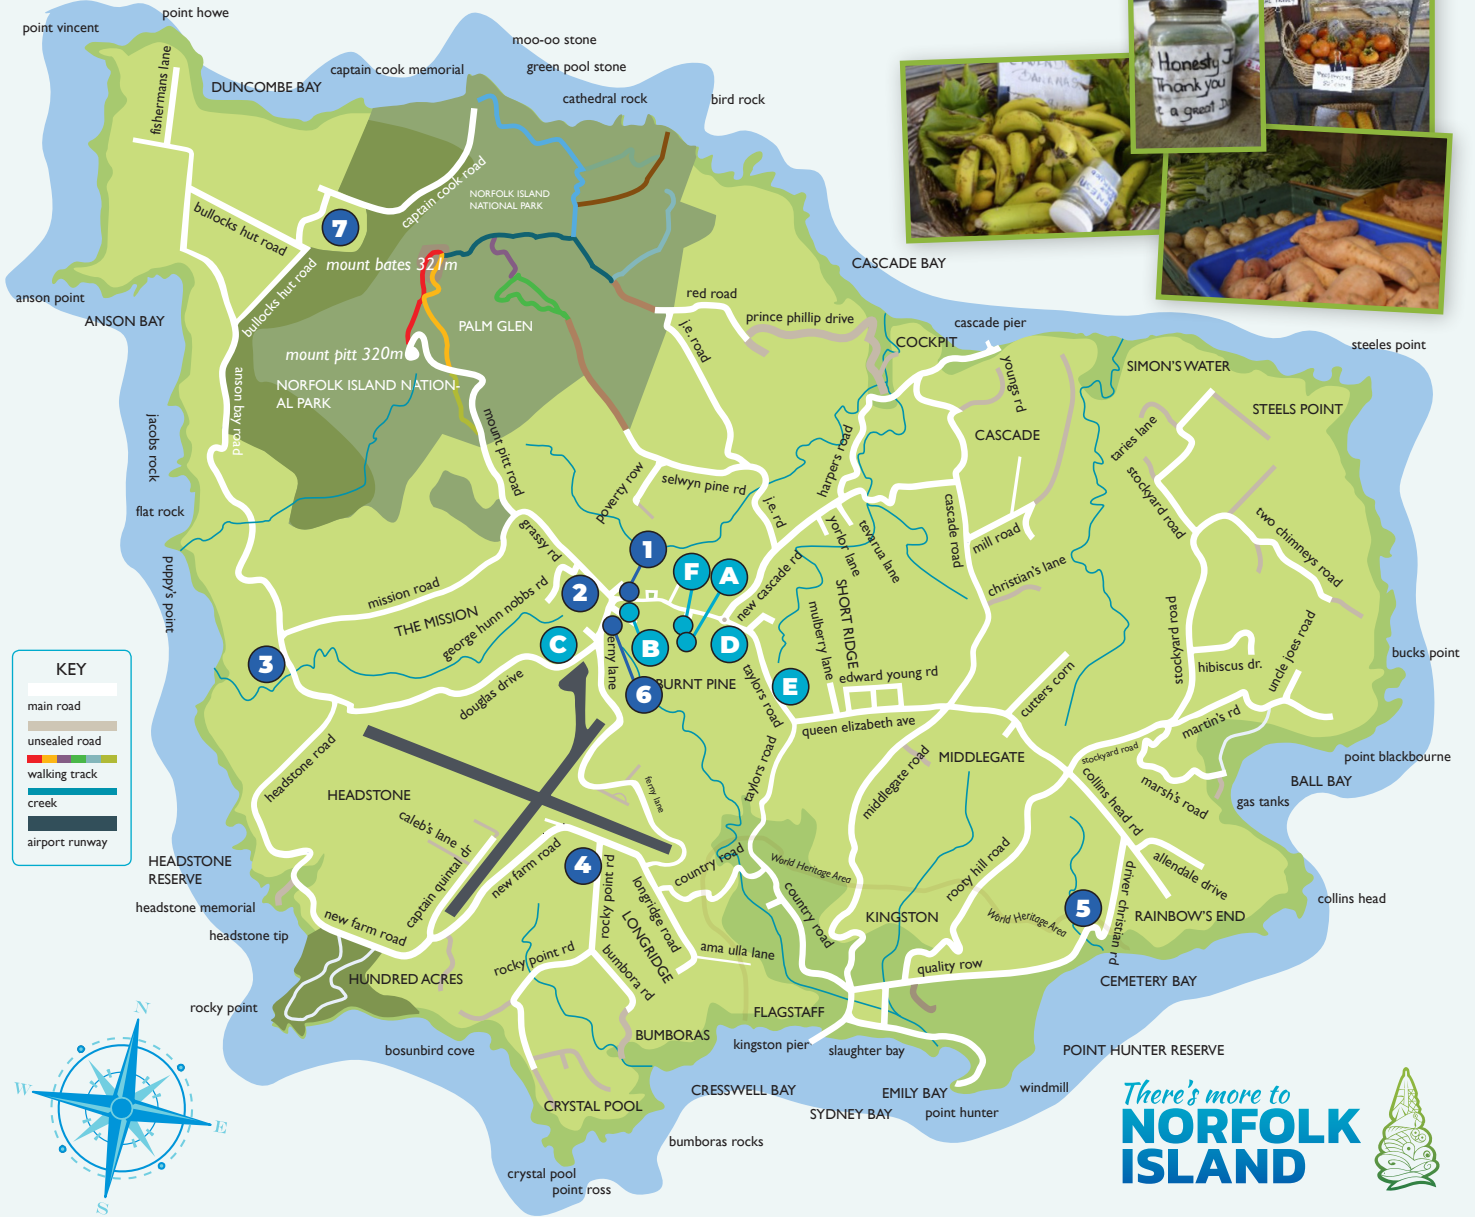 point howe
point vincent
moo-oo stone
captain cook memorial
green pool stone
DUNCOMBE BAY
cathedral rock
bird rock
fishermans lane
Honesty J
Thank you
a great D
captain cook road
NORFOLK ISLAND
NATIONAL PARK
bullocks hut road
7
mount bates 321m
bullocks hut road
CASCADE BAY
anson point
ANSON BAY
red road
prince phillip drive
cascade pier
PALM GLEN
j.e. road
COCKPIT
steeles point
mount pitt 320m
SIMON'S WATER
NORFOLK ISLAND NATION-
AL PARK
youngs rd
anson bay road
STEELS POINT
jacobs rock
mount pitt road
CASCADE
taries lane
harpers road
poverty row
selwyn pine rd
stockyard road
flat rock
j.e. rd
cascade road
two chimneys road
grassy rd
yorlor lane
tevarua lane
mill road
1
puppy's point
mission road
F
A
new cascade rd
christian's lane
2
THE MISSION
george hunn nobbs rd
SHORT RIDGE
mulberry lane
stockyard road
uncle joes road
C
B
D
3
KEY
main road
unsealed road
walking track
creek
airport runway
ferny lane
bucks point
hibiscus dr.
6
BURNT PINE
E
edward young rd
taylors road
cutters corn
douglas drive
queen elizabeth ave
martin's rd
headstone road
taylors road
middlegate road
MIDDLEGATE
stockyard road
point blackbourne
BALL BAY
HEADSTONE
ferny lane
collins head rd
marsh's road
gas tanks
caleb's lane
HEADSTONE
RESERVE
captain quintal dr
new farm road
4
country road
World Heritage Area
rooty hill road
allendale drive
rocky point rd
longridge road
country road
driver christian rd
headstone memorial
new farm road
LONGRIDGE
KINGSTON
World Heritage Area
5
RAINBOW'S END
collins head
headstone tip
rocky point rd
ama ulla lane
quality row
HUNDRED ACRES
bumbora rd
CEMETERY BAY
rocky point
FLAGSTAFF
BUMBORAS
bosunbird cove
kingston pier
slaughter bay
POINT HUNTER RESERVE
CRESSWELL BAY
EMILY BAY
windmill
CRYSTAL POOL
SYDNEY BAY
point hunter
bumboras rocks
crystal pool
point ross
N
W
E
S
There's more to
NORFOLK
ISLAND